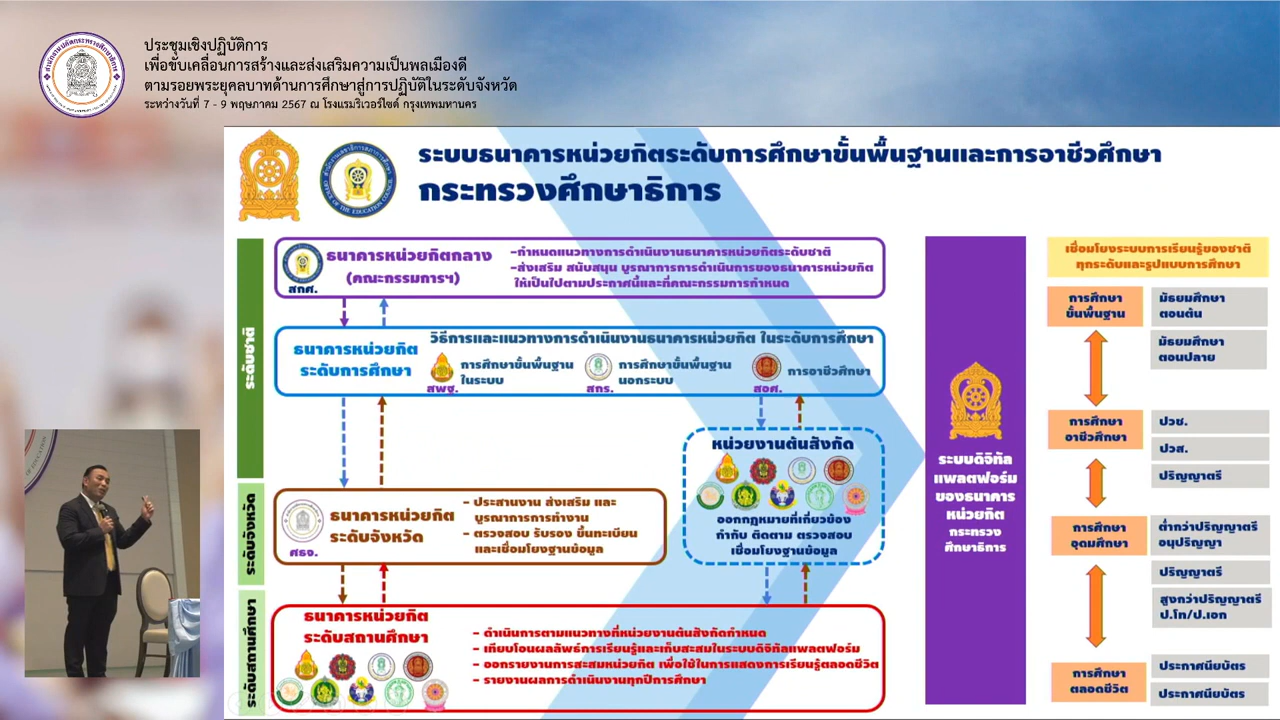 ประชุมเชิงปฏิบัติการ
เพื่อขับเคลื่อนการสร้างและส่งเสริมความเป็นพลเมืองดี
ตามรอยพระยุคลบาทด้านการศึกษาสู่การปฏิบัติในระดับจังหวัด
ระหว่างวันที่ 7 - 9 พฤษภาคม 2567 ณ โรงแรมริเวอร์ไซด์ กรุงเทพมหานคร
ระบบธนาคารหน่วยกิตระดับการศึกษาขั้นพื้นฐานและการอาชีวศึกษา
กระทรวงศึกษาธิการ
ระดับชาติ
ธนาคารหน่วยกิตกลาง
(คณะกรรมการฯ)
สกศ.
-กำหนดแนวทางการดำเนินงานธนาคารหน่วยกิตระดับชาติ
-ส่งเสริม สนับสนุน บูรณาการการดำเนินการของธนาคารหน่วยกิต
ให้เป็นไปตามประกาศนี้และที่คณะกรรมการกำหนด
ธนาคารหน่วยกิต
ระดับการศึกษา
วิธีการและแนวทางการดำเนินงานธนาคารหน่วยกิต ในระดับการศึกษา
การศึกษาขั้นพื้นฐาน
ในระบบ
สพฐ.
การศึกษาขั้นพื้นฐาน
นอกระบบ
สกร.
การอาชีวศึกษา
สอศ.
หน่วยงานต้นสังกัด
ออกกฎหมายที่เกี่ยวข้อง
กำกับ ติดตาม ตรวจสอบ
เชื่อมโยงฐานข้อมูล
ระดับจังหวัด
ศธจ.
ธนาคารหน่วยกิต
ระดับจังหวัด
- ประสานงาน ส่งเสริม และ
บูรณาการการทำงาน
- ตรวจสอบ รับรอง ขึ้นทะเบียน
และเชื่อมโยงฐานข้อมูล
ระดับสถานศึกษา
ธนาคารหน่วยกิต
ระดับสถานศึกษา
- ดำเนินการตามแนวทางที่หน่วยงานต้นสังกัดกำหนด
- เทียบโอนผลลัพธ์การเรียนรู้และเก็บสะสมในระบบดิจิทัลแพลตฟอร์ม
- ออกรายงานการสะสมหน่วยกิต เพื่อใช้ในการแสดงการเรียนรู้ตลอดชีวิต
- รายงานผลการดำเนินงานทุกปีการศึกษา
ระบบดิจิทัล
แพลตฟอร์ม
ของธนาคาร
หน่วยกิต
กระทรวง
ศึกษาธิการ
เชื่อมโยงระบบการเรียนรู้ของชาติ
ทุกระดับและรูปแบบการศึกษา
การศึกษา
ขั้นพื้นฐาน
มัธยมศึกษา
ตอนต้น
มัธยมศึกษา
ตอนปลาย
การศึกษา
อาชีวศึกษา
ปวช.
ปวส.
ปริญญาตรี
การศึกษา
อุดมศึกษา
ต่ำกว่าปริญญาตรี
อนุปริญญา
ปริญญาตรี
สูงกว่าปริญญาตรี
ป.โท/ป.เอก
การศึกษา
ตลอดชีวิต
ประกาศนียบัตร
ประกาศนียบัตร